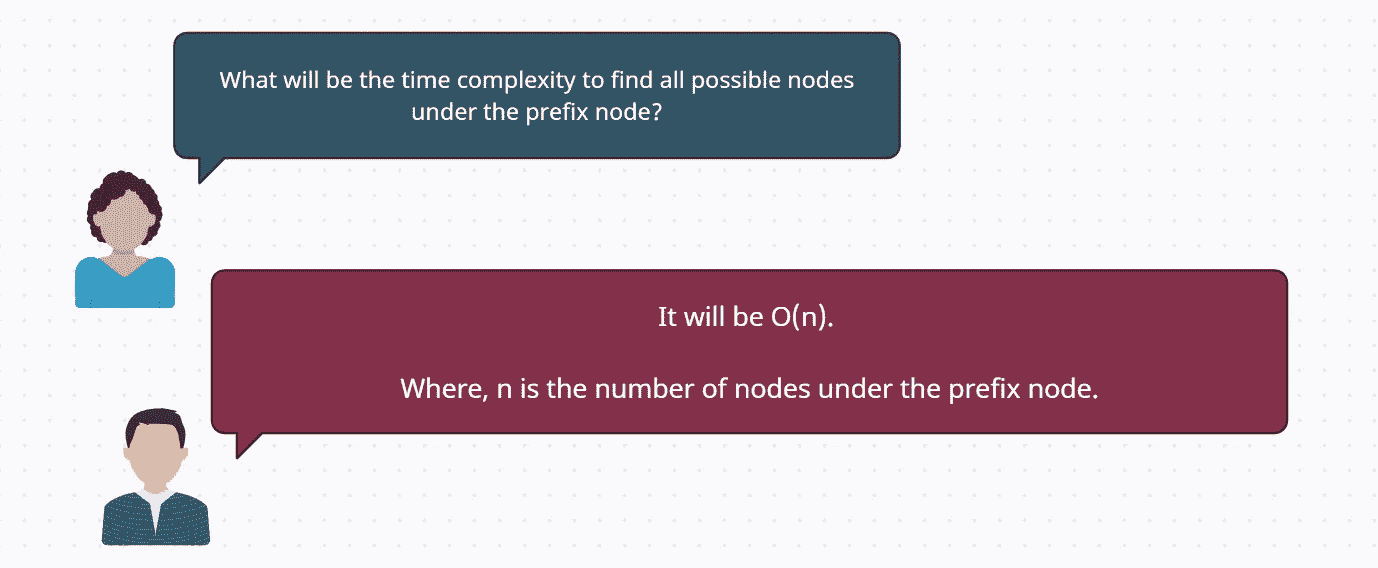 What will be the time complexity to find all possible nodes
under the prefix node?
It will be O(n).
Where, n is the number of nodes under the prefix node.